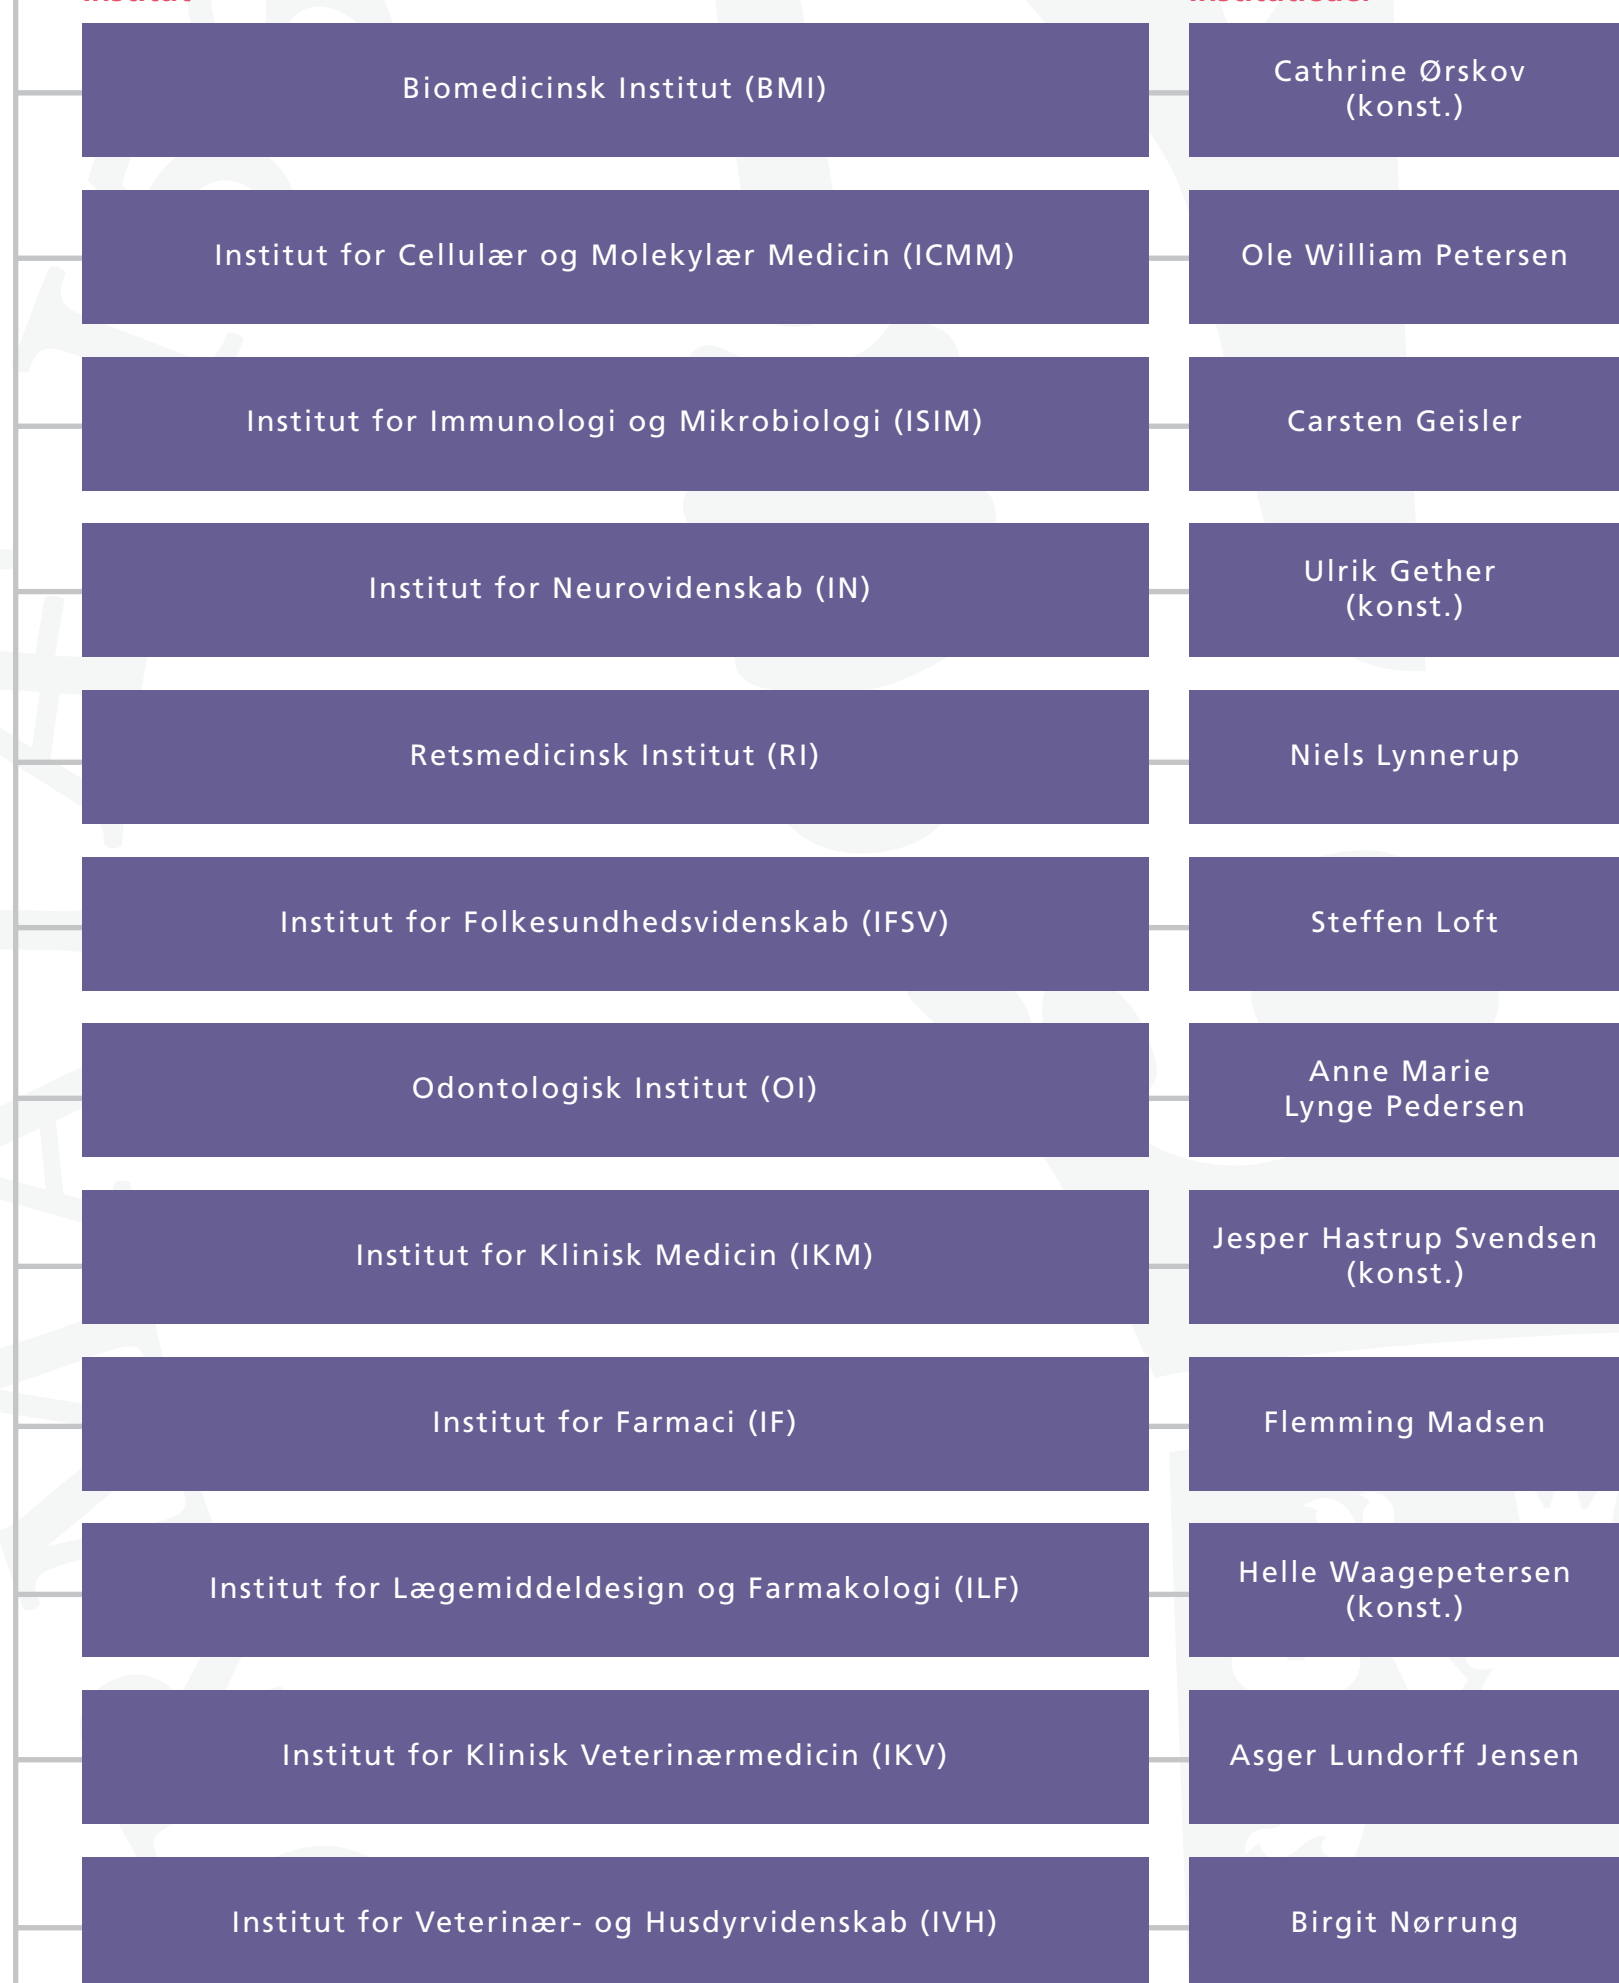 Institut
Institutleder
Biomedicinsk Institut (BMI)
Cathrine Ørskov
(konst.)
Institut for Cellulær og Molekylær Medicin (ICMM)
Ole William Petersen
Institut for Immunologi og Mikrobiologi (ISIM)
Carsten Geisler
Institut for Neurovidenskab (IN)
Ulrik Gether
(konst.)
Retsmedicinsk Institut (RI)
Niels Lynnerup
Institut for Folkesundhedsvidenskab (IFSV)
Steffen Loft
Odontologisk Institut (OI)
Anne Marie
Lynge Pedersen
Institut for Klinisk Medicin (IKM)
Jesper Hastrup Svendsen
(konst.)
Institut for Farmaci (IF)
Flemming Madsen
Institut for Lægemiddeldesign og Farmakologi (ILF)
Helle Waagepetersen
(konst.)
Institut for Klinisk Veterinærmedicin (IKV)
Asger Lundorff Jensen
Institut for Veterinær- og Husdyrvidenskab (IVH)
Birgit Nørrung